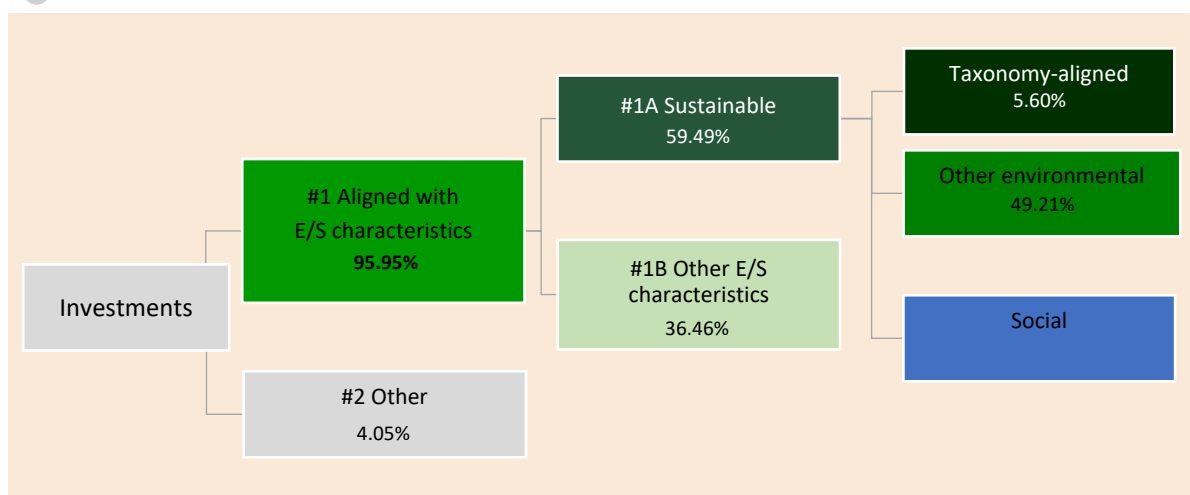 Investments
#1 Aligned with
E/S characteristics
95.95%
#2 Other
4.05%
#1A Sustainable
59.49%
#1B Other E/S
characteristics
36.46%
Taxonomy-aligned
5.60%
Other environmental
49.21%
Social